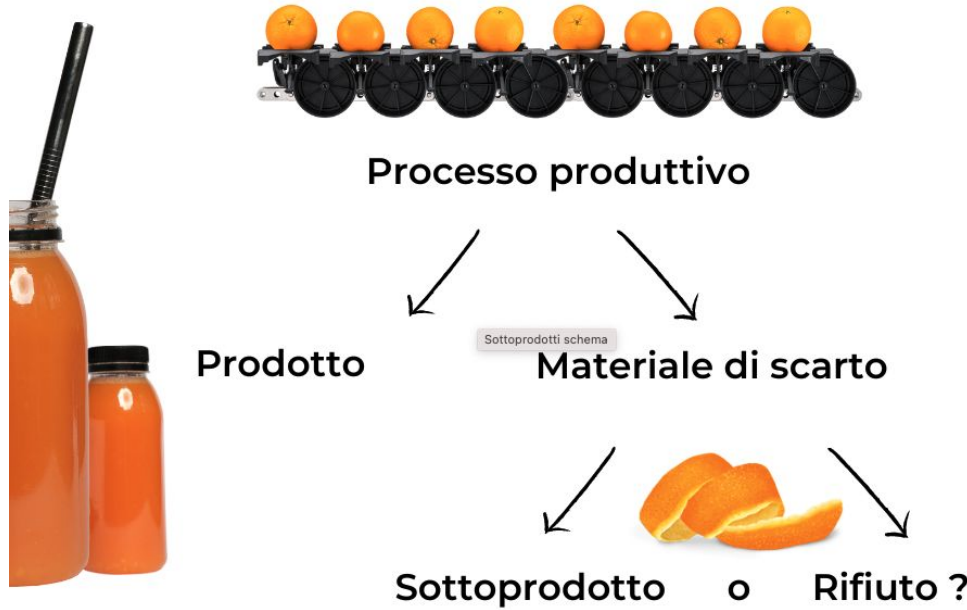 Processo produttivo
Prodotto
Sottoprodotti schema
Materiale di scarto
Sottoprodotto o Rifiuto ?